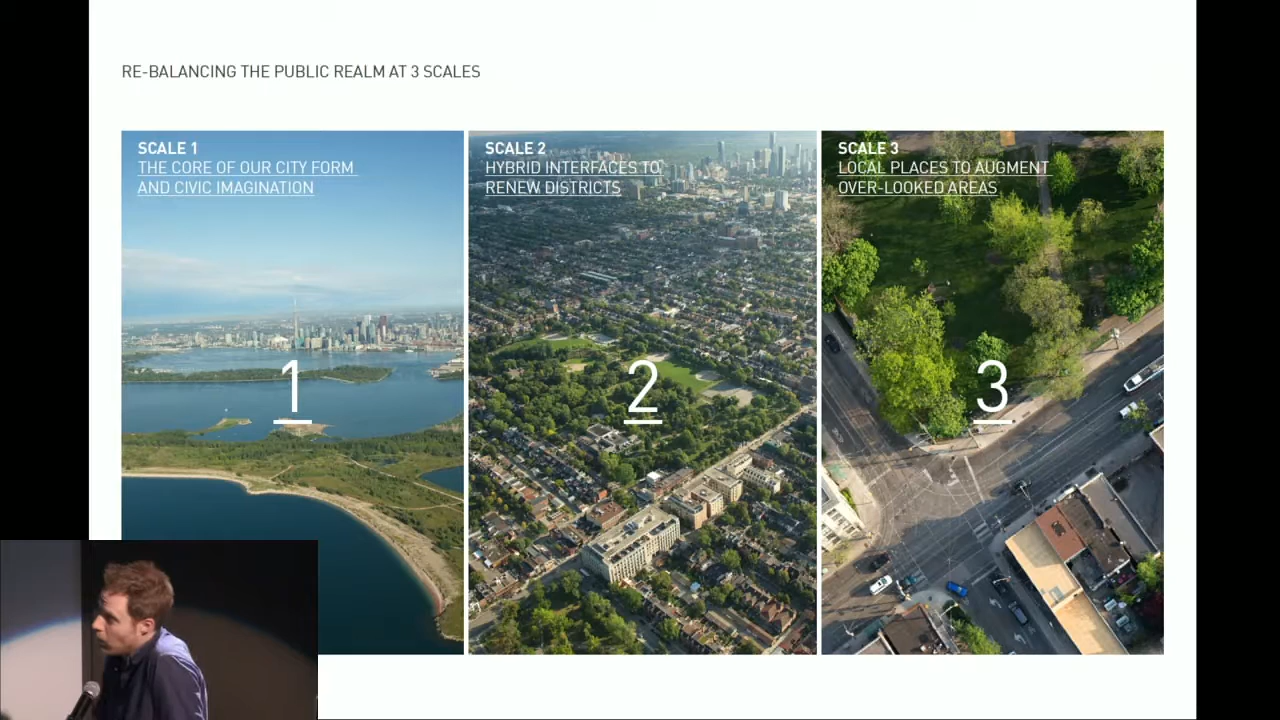 RE-BALANCING THE PUBLIC REALM AT 3 SCALES
SCALE 1
THE CORE OF OUR CITY FORM
AND CIVIC IMAGINATION
1
SCALE 2
HYBRID INTERFACES TO
RENEW DISTRICTS
2
SCALE 3
LOCAL PLACES TO AUGMENT
OVER-LOOKED AREAS
3